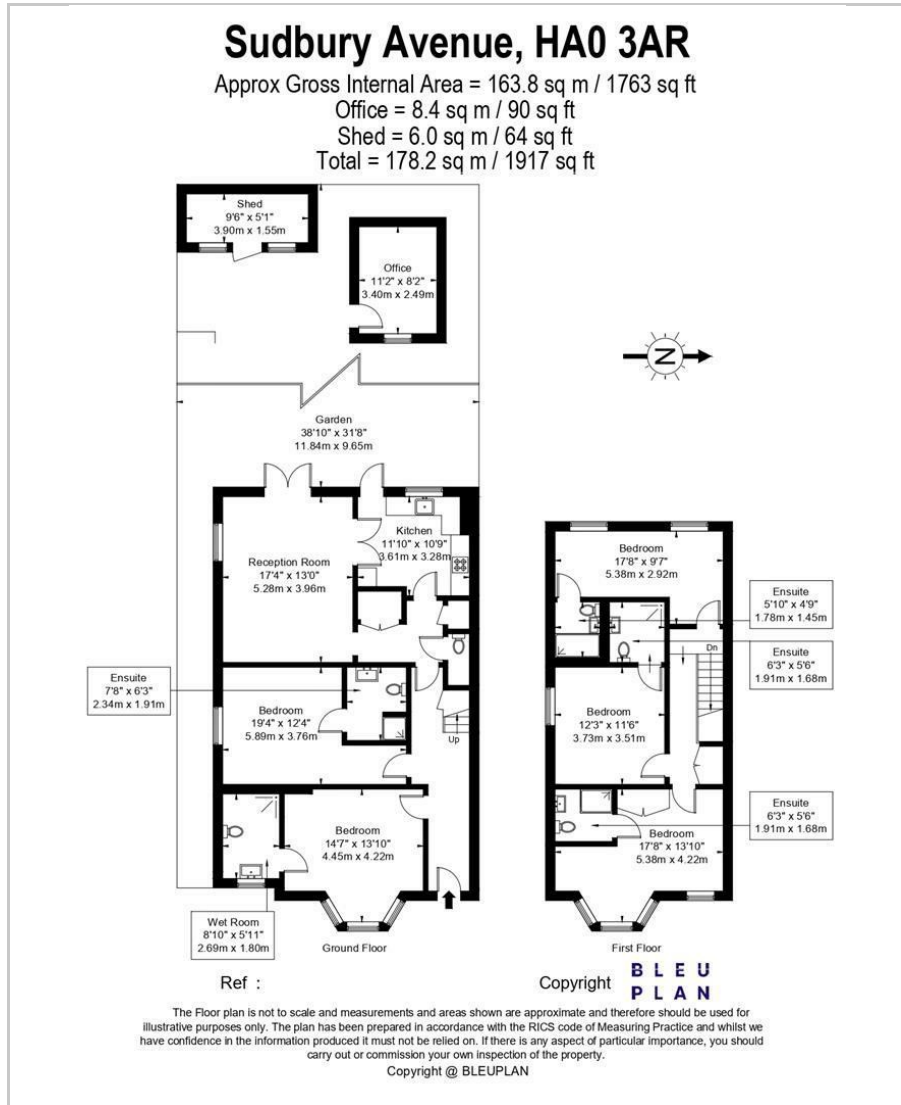 Sudbury Avenue, HA0 3AR
Approx Gross Internal Area = 163.8 sq m / 1763 sq ft
Office = 8.4 sq m / 90 sq ft
Shed = 6.0 sq m / 64 sq ft
Total = 178.2 sq m / 1917 sq ft
Shed
9'6" x 5'1"
3.90m x 1.55m
Office
11'2" x 8'2"
3.40m x 2.49m
N
Garden
38'10" x 31'8"
11.84m x 9.65m
Kitchen
11'10" x 10'9"
3.61m x 3.28m
Reception Room
17'4" x 13'0"
5.28m x 3.96m
Ensuite
7'8" x 6'3"
2.34m x 1.91m
Bedroom
19'4" x 12'4"
5.89m x 3.76m
Up
Bedroom
14'7" x 13'10"
4.45m x 4.22m
Wet Room
8'10" x 5'11"
2.69m x 1.80m
Ground Floor
Bedroom
17'8" x 9'7"
5.38m x 2.92m
Ensuite
5'10" x 4'9"
1.78m x 1.45m
Dn
Ensuite
6'3" x 5'6"
1.91m x 1.68m
Bedroom
12'3" x 11'6"
3.73m x 3.51m
Ensuite
6'3" x 5'6"
1.91m x 1.68m
Bedroom
17'8" x 13'10"
5.38m x 4.22m
First Floor
Ref :
Copyright
BLEU
PLAN
The Floor plan is not to scale and measurements and areas shown are approximate and therefore should be used for
illustrative purposes only. The plan has been prepared in accordance with the RICS code of Measuring Practice and whilst we
have confidence in the information produced it must not be relied on. If there is any aspect of particular importance, you should
carry out or commission your own inspection of the property.
Copyright @ BLEUPLAN